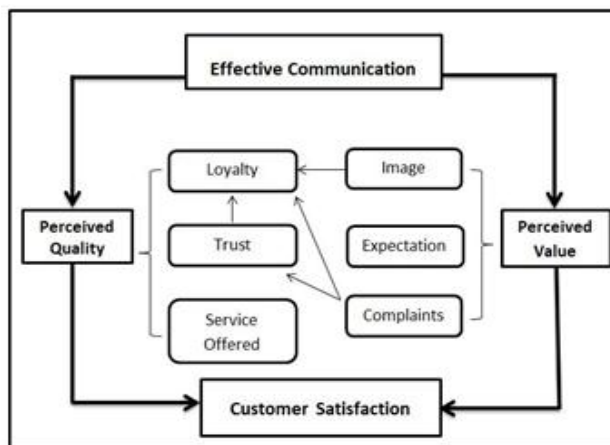 Effective Communication
Loyalty
Image
Perceived
Quality
Trust
Expectation
Perceived
Value
Service
Offered
Complaints
Customer Satisfaction